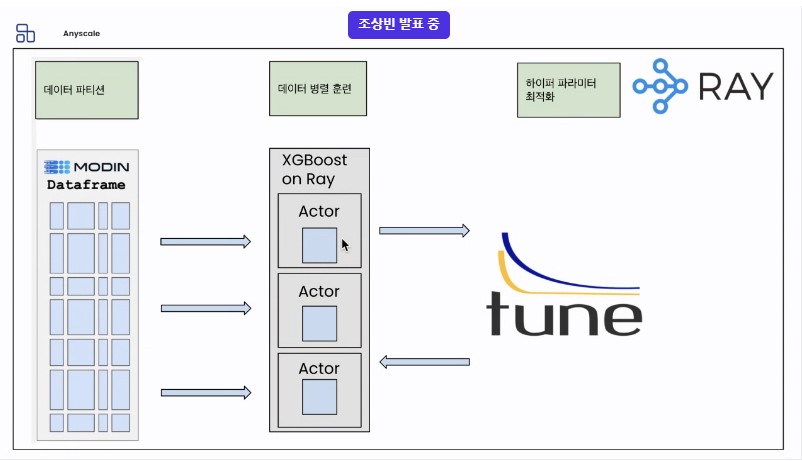 조상빈 발표 중
Anyscale
데이터 파티션
데이터 병렬 훈련
하이퍼 파라미터
최적화
RAY
MODIN
Dataframe
XGBoost
on Ray
Actor
Actor
Actor
tune